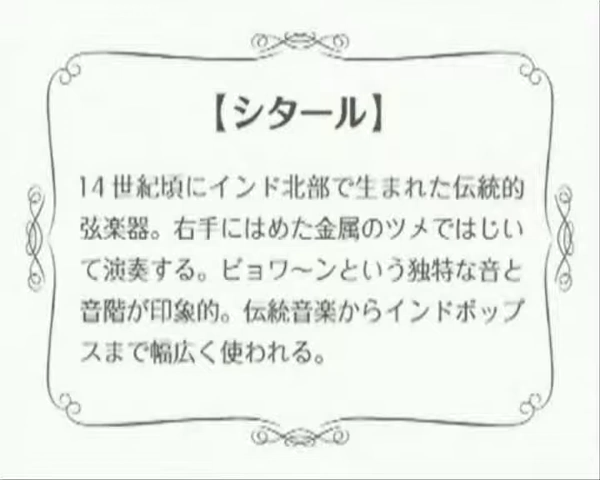 【シタール】
14世紀頃にインド北部で生まれた伝統的
弦楽器。右手にはめた金属のツメではじい
て演奏する。ビョワ〜ンという独特な音と
音階が印象的。伝統音楽からインドポップ
スまで幅広く使われる。